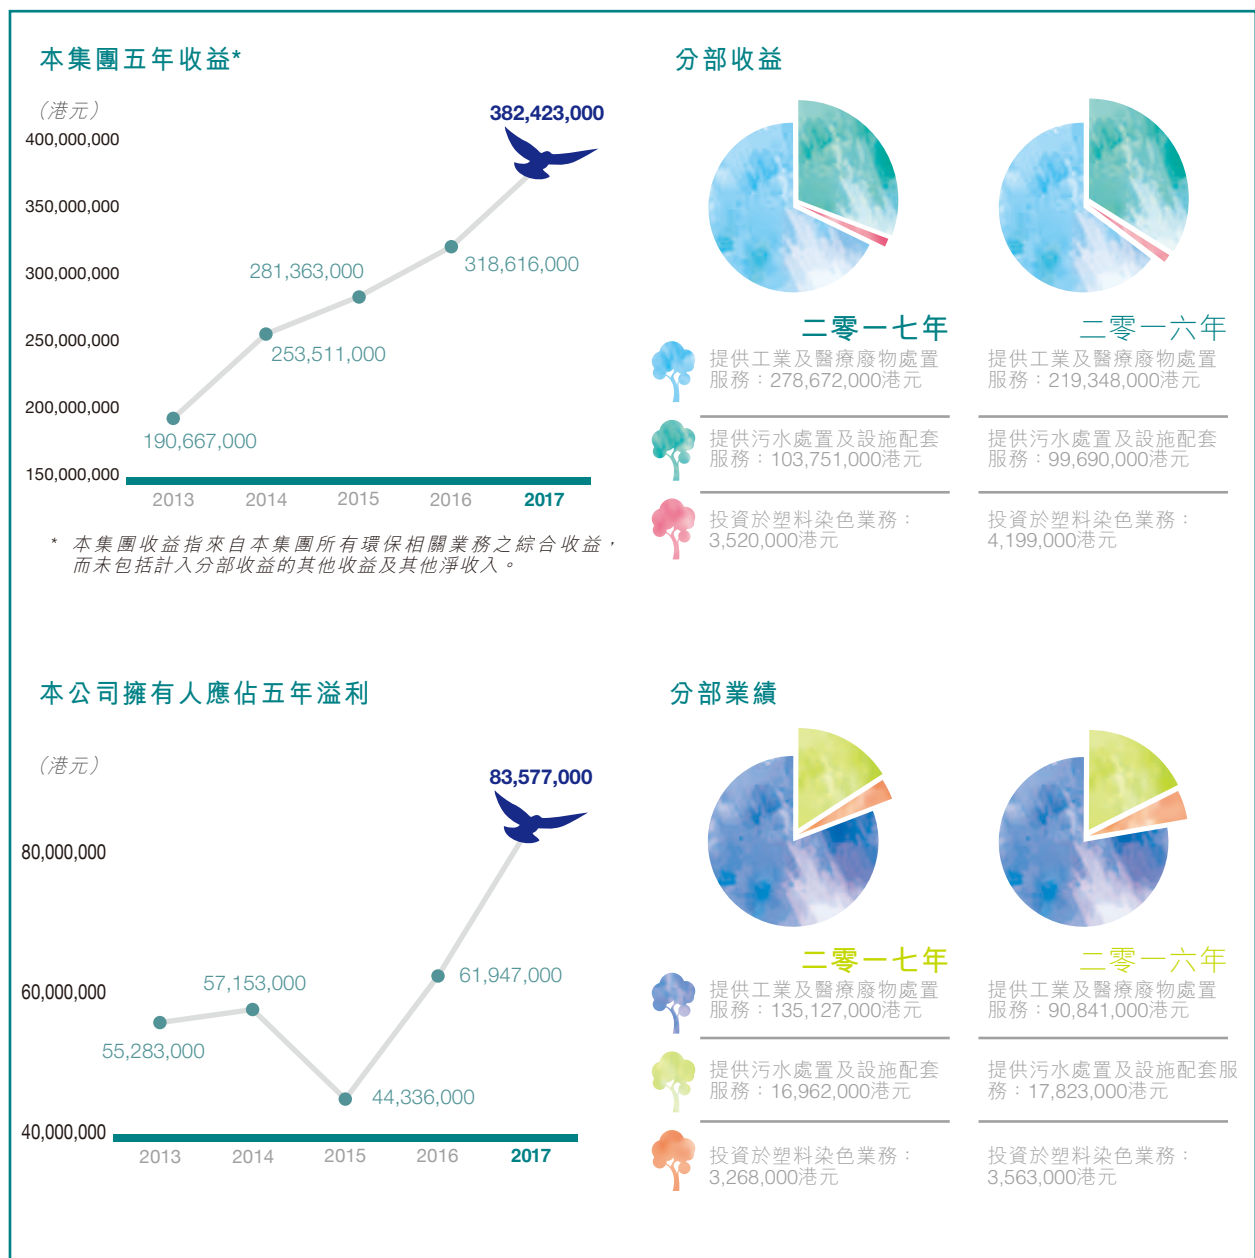 本集團五年收益*
（港元）
382,423,000
400,000,000
350,000,000
300,000,000
250,000,000
200,000,000
150,000,000
281,363,000
318,616,000
253,511,000
190,667,000
2013 2014 2015 2016 2017
* 本集團收益指來自本集團所有環保相關業務之綜合收益，
而未包括計入分部收益的其他收益及其他淨收入。
分部收益
二零一七年
提供工業及醫療廢物處置
服務：278,672,000港元
提供污水處置及設施配套
服務：103,751,000港元
投資於塑料染色業務：
3,520,000港元
二零一六年
提供工業及醫療廢物處置
服務：219,348,000港元
提供污水處置及設施配套
服務：99,690,000港元
投資於塑料染色業務：
4,199,000港元
本公司擁有人應佔五年溢利
（港元）
83,577,000
80,000,000
60,000,000
40,000,000
57,153,000
61,947,000
55,283,000
44,336,000
2013 2014 2015 2016 2017
分部業績
二零一七年
提供工業及醫療廢物處置
服務：135,127,000港元
提供污水處置及設施配套
服務：16,962,000港元
投資於塑料染色業務：
3,268,000港元
二零一六年
提供工業及醫療廢物處置
服務：90,841,000港元
提供污水處置及設施配套服
務：17,823,000港元
投資於塑料染色業務：
3,563,000港元